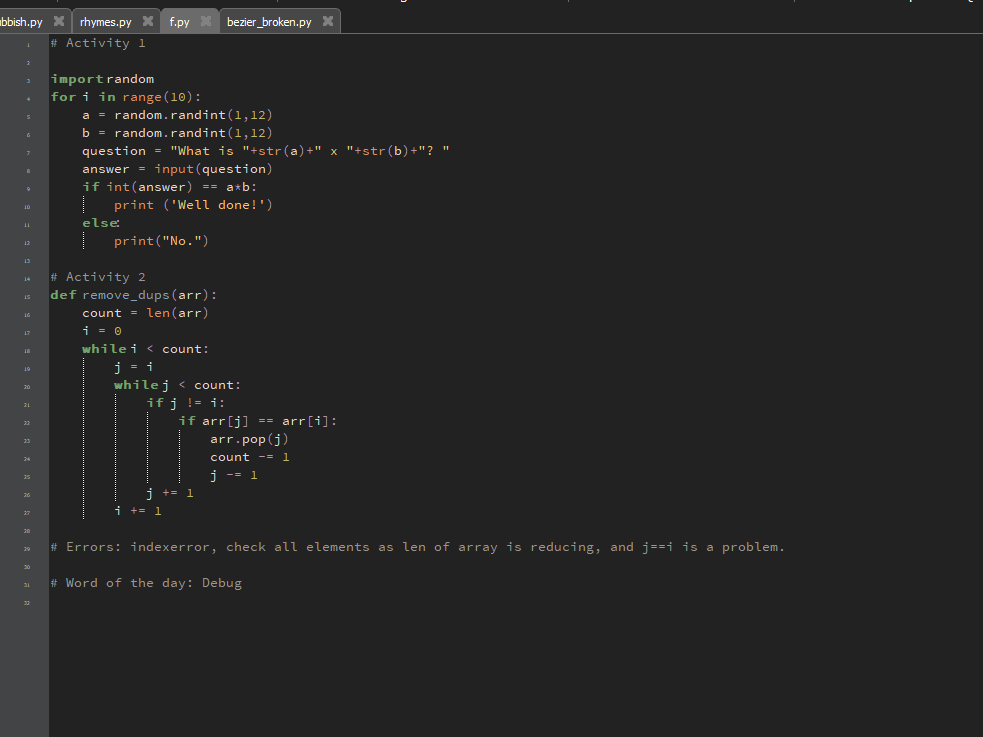 bbish.py rhymes.py f.py bezier_broken.py
1 # Activity 1
2
3 import random
4 for i in range(10):
5     a = random.randint(1,12)
6     b = random.randint(1,12)
7     question = "What is "+str(a)+" x "+str(b)+"? "
8     answer = input(question)
9     if int(answer) == a*b:
10         print ('Well done!')
11     else:
12         print("No.")
13
14 # Activity 2
15 def remove_dups(arr):
16     count = len(arr)
17     i = 0
18     while i < count:
19         j = i
20         while j < count:
21             if j != i:
22                 if arr[j] == arr[i]:
23                     arr.pop(j)
24                     count -= 1
25                     j -= 1
26             j += 1
27         i += 1
28
29 # Errors: indexerror, check all elements as len of array is reducing, and j==i is a problem.
30
31 # Word of the day: Debug
32